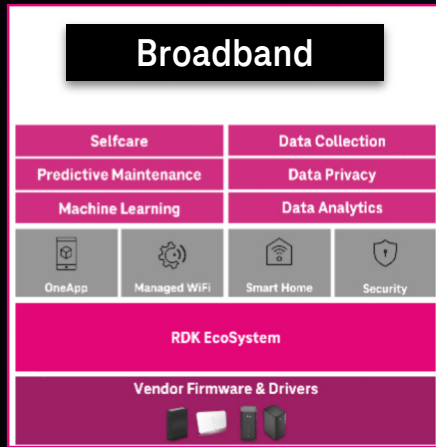 Broadband
Selfcare
Data Collection
Predictive Maintenance
Data Privacy
Machine Learning
Data Analytics
OneApp
Managed WiFi
Smart Home
Security
RDK EcoSystem
Vendor Firmware & Drivers